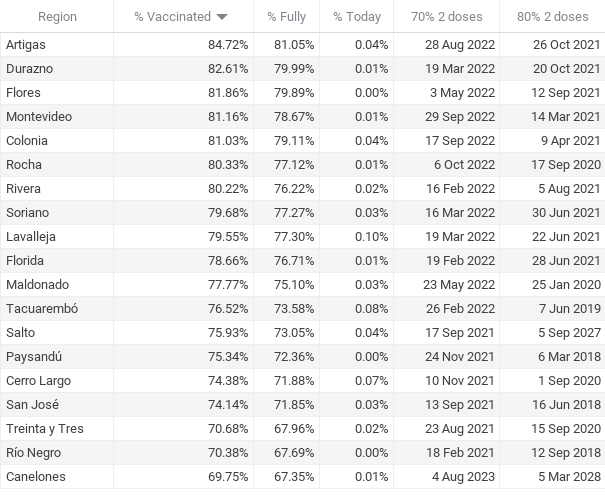 Region % Vaccinated % Fully % Today 70% 2 doses 80% 2 doses
Artigas 84.72% 81.05% 0.04% 28 Aug 2022 26 Oct 2021
Durazno 82.61% 79.99% 0.01% 19 Mar 2022 20 Oct 2021
Flores 81.86% 79.89% 0.00% 3 May 2022 12 Sep 2021
Montevideo 81.16% 78.67% 0.01% 29 Sep 2022 14 Mar 2021
Colonia 81.03% 79.11% 0.04% 17 Sep 2022 9 Apr 2021
Rocha 80.33% 77.12% 0.01% 6 Oct 2022 17 Sep 2020
Rivera 80.22% 76.22% 0.02% 16 Feb 2022 5 Aug 2021
Soriano 79.68% 77.27% 0.03% 16 Mar 2022 30 Jun 2021
Lavalleja 79.55% 77.30% 0.10% 19 Mar 2022 22 Jun 2021
Florida 78.66% 76.71% 0.01% 19 Feb 2022 28 Jun 2021
Maldonado 77.77% 75.10% 0.03% 23 May 2022 25 Jan 2020
Tacuarembó 76.52% 73.58% 0.08% 26 Feb 2022 7 Jun 2019
Salto 75.93% 73.05% 0.04% 17 Sep 2021 5 Sep 2027
Paysandú 75.34% 72.36% 0.00% 24 Nov 2021 6 Mar 2018
Cerro Largo 74.38% 71.88% 0.07% 10 Nov 2021 1 Sep 2020
San José 74.14% 71.85% 0.03% 13 Sep 2021 16 Jun 2018
Treinta y Tres 70.68% 67.96% 0.02% 23 Aug 2021 15 Sep 2020
Río Negro 70.38% 67.69% 0.00% 18 Feb 2021 12 Sep 2018
Canelones 69.75% 67.35% 0.01% 4 Aug 2023 5 Mar 2028